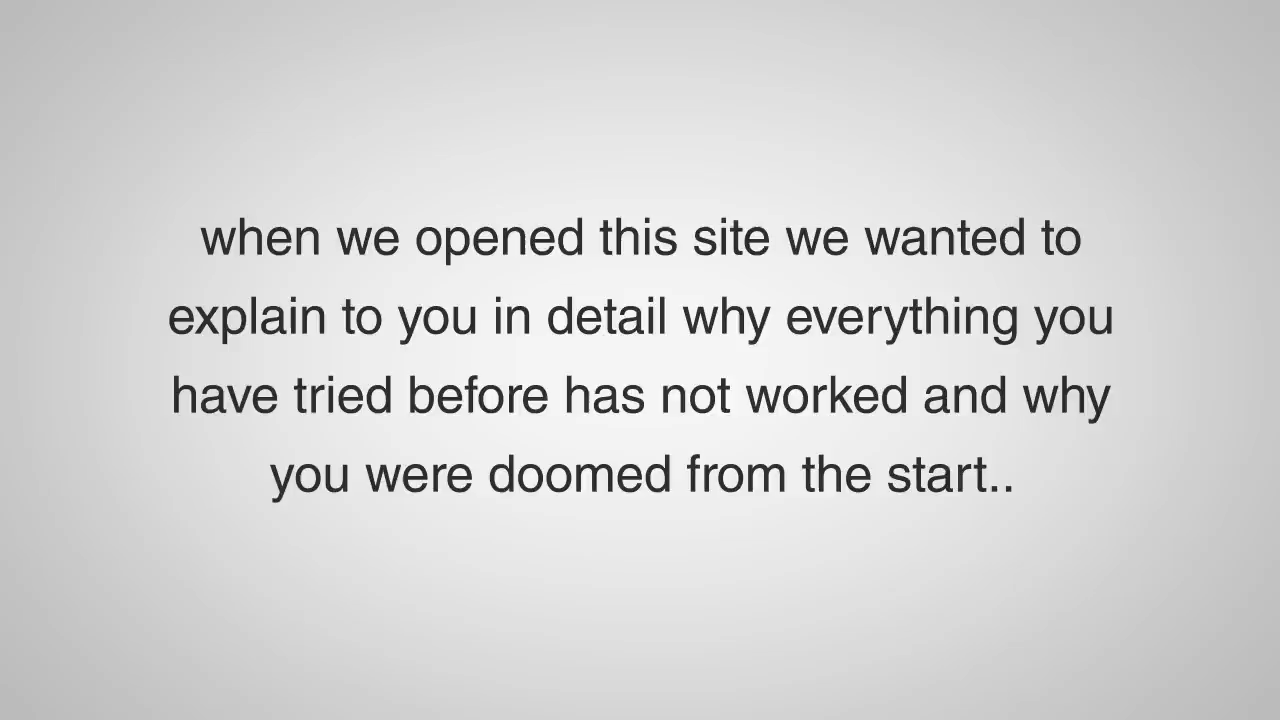 when we opened this site we wanted to
explain to you in detail why everything you
have tried before has not worked and why
you were doomed from the start..